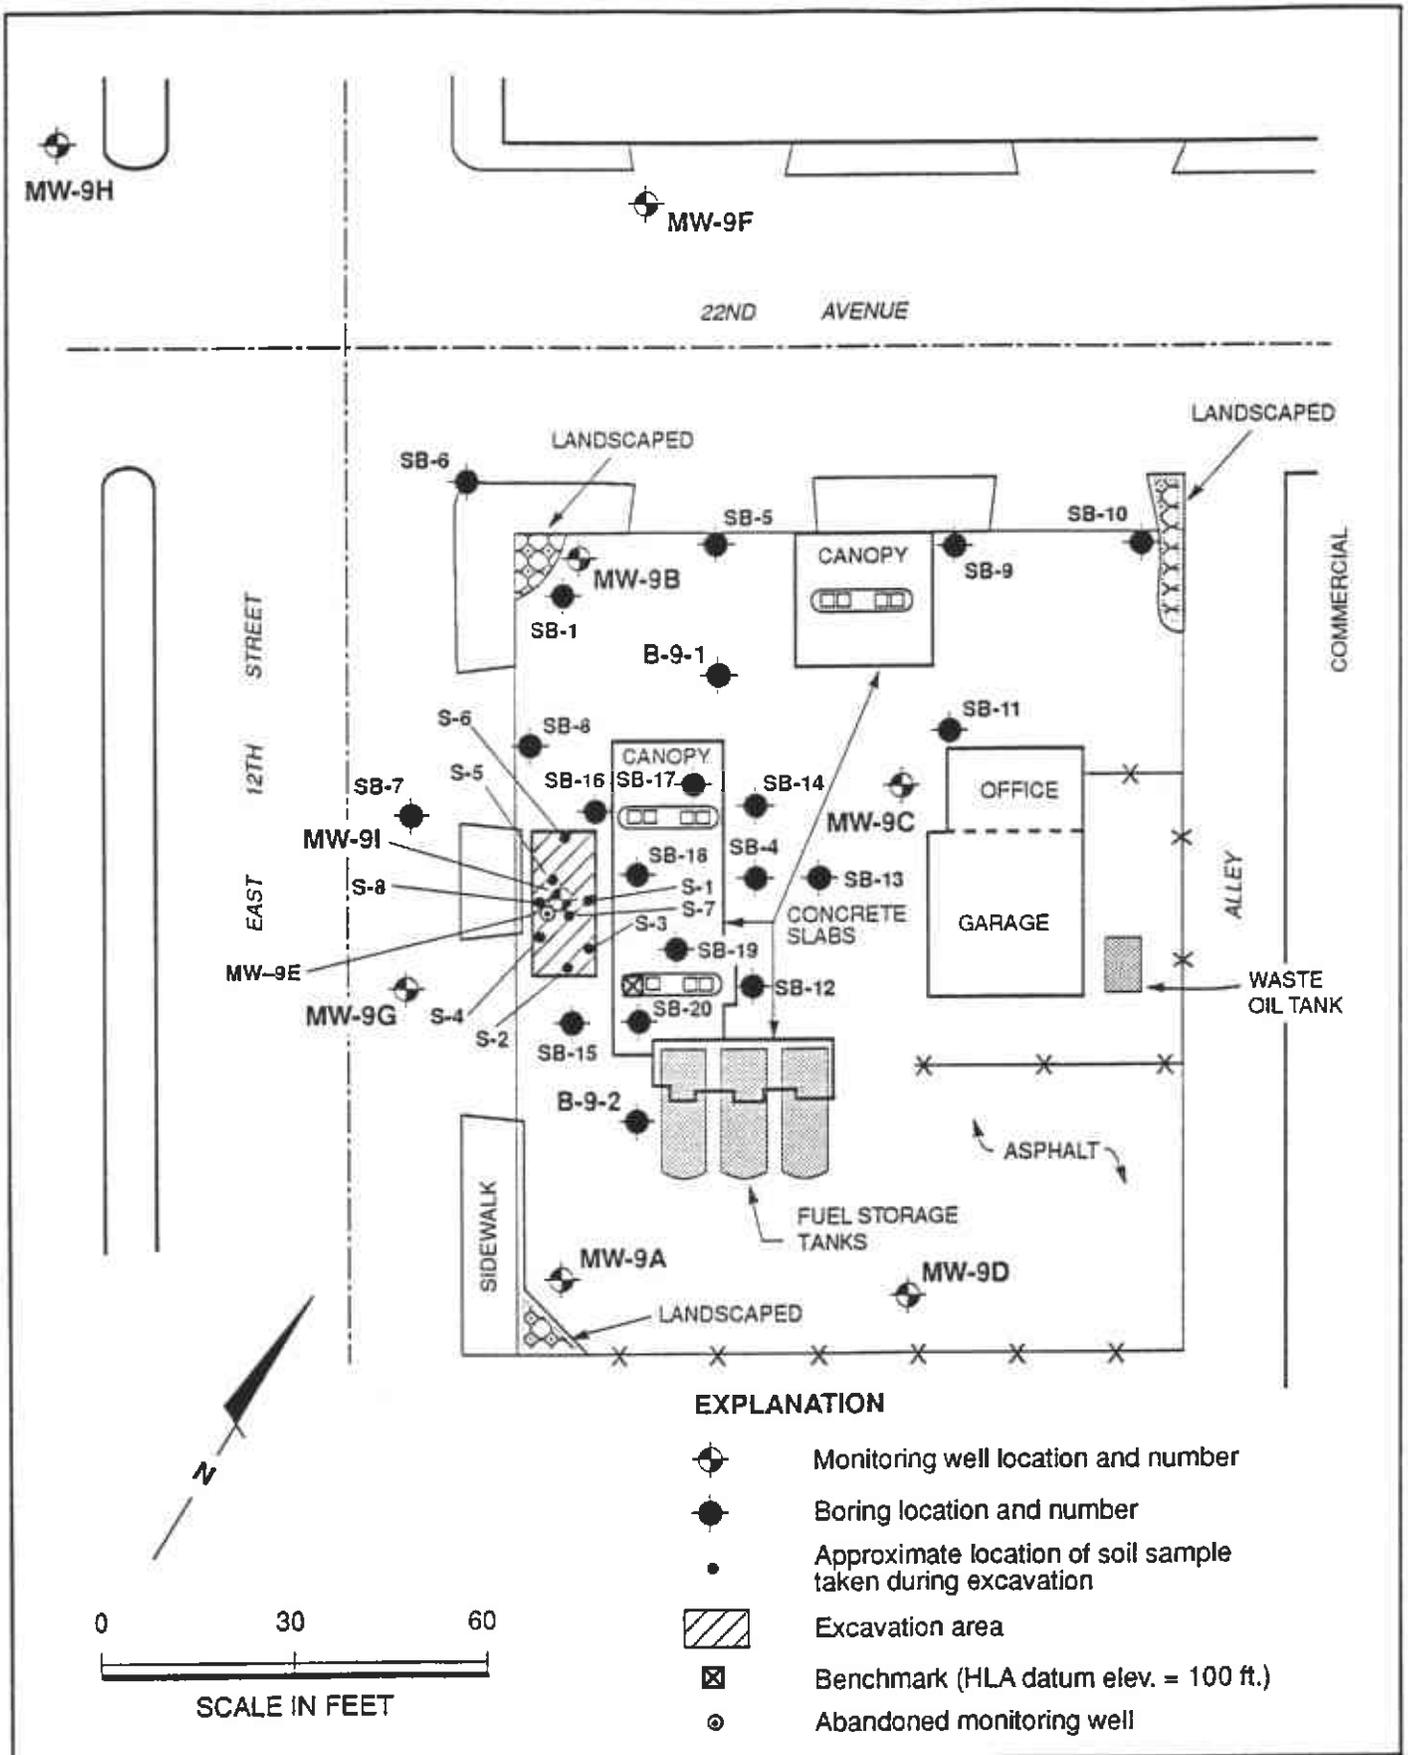 MW-9H
MW-9F
22ND AVENUE
LANDSCAPED
LANDSCAPED
SB-6
SB-5
SB-10
CANOPY
SB-9
MW-9B
SB-1
B-9-1
COMMERCIAL
EAST 12TH STREET
S-6
SB-8
SB-11
CANOPY
S-5
SB-16
SB-17
SB-14
OFFICE
SB-7
MW-9C
MW-9I
SB-18
SB-4
S-8
S-1
SB-13
S-7
ALLEY
S-3
CONCRETE
SLABS
GARAGE
SB-19
MW-9E
SB-12
WASTE
OIL TANK
MW-9G
S-4
SB-20
S-2
SB-15
B-9-2
ASPHALT
SIDEWALK
FUEL STORAGE
TANKS
MW-9A
MW-9D
LANDSCAPED
N
EXPLANATION
Monitoring well location and number
Boring location and number
Approximate location of soil sample
taken during excavation
Excavation area
Benchmark (HLA datum elev. = 100 ft.)
Abandoned monitoring well
0 30 60
SCALE IN FEET